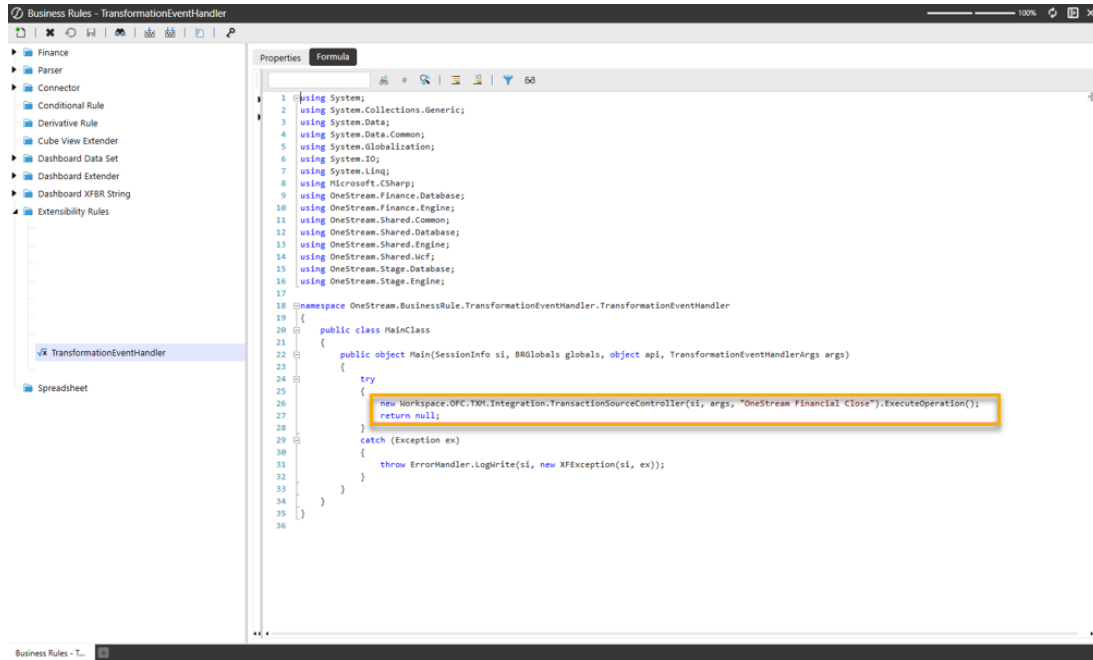 Business Rules - TransformationEventHandler
100%
Finance
Parser
Connector
Conditional Rule
Derivative Rule
Cube View Extender
Dashboard Data Set
Dashboard Extender
Dashboard XFBR String
Extensibility Rules
TransformationEventHandler
Spreadsheet
Properties Formula
1 using System;
2 using System.Collections.Generic;
3 using System.Data;
4 using System.Data.Common;
5 using System.Globalization;
6 using System.IO;
7 using System.Linq;
8 using Microsoft.CSharp;
9 using OneStream.Finance.Database;
10 using OneStream.Finance.Engine;
11 using OneStream.Shared.Common;
12 using OneStream.Shared.Database;
13 using OneStream.Shared.Engine;
14 using OneStream.Shared.Wcf;
15 using OneStream.Stage.Database;
16 using OneStream.Stage.Engine;
17
18 namespace OneStream.BusinessRule.TransformationEventHandler.TransformationEventHandler
19 {
20 public class MainClass
21 {
22 public object Main(SessionInfo si, BRGlobals globals, object api, TransformationEventHandlerArgs args)
23 {
24 try
25 {
26 new Workspace.OFC.TXM.Integration.TransactionSourceController(si, args, "OneStream Financial Close").ExecuteOperation();
27 return null;
28 }
29 catch (Exception ex)
30 {
31 throw ErrorHandler.LogWrite(si, new XFException(si, ex));
32 }
33 }
34 }
35 }
36
Business Rules - T...